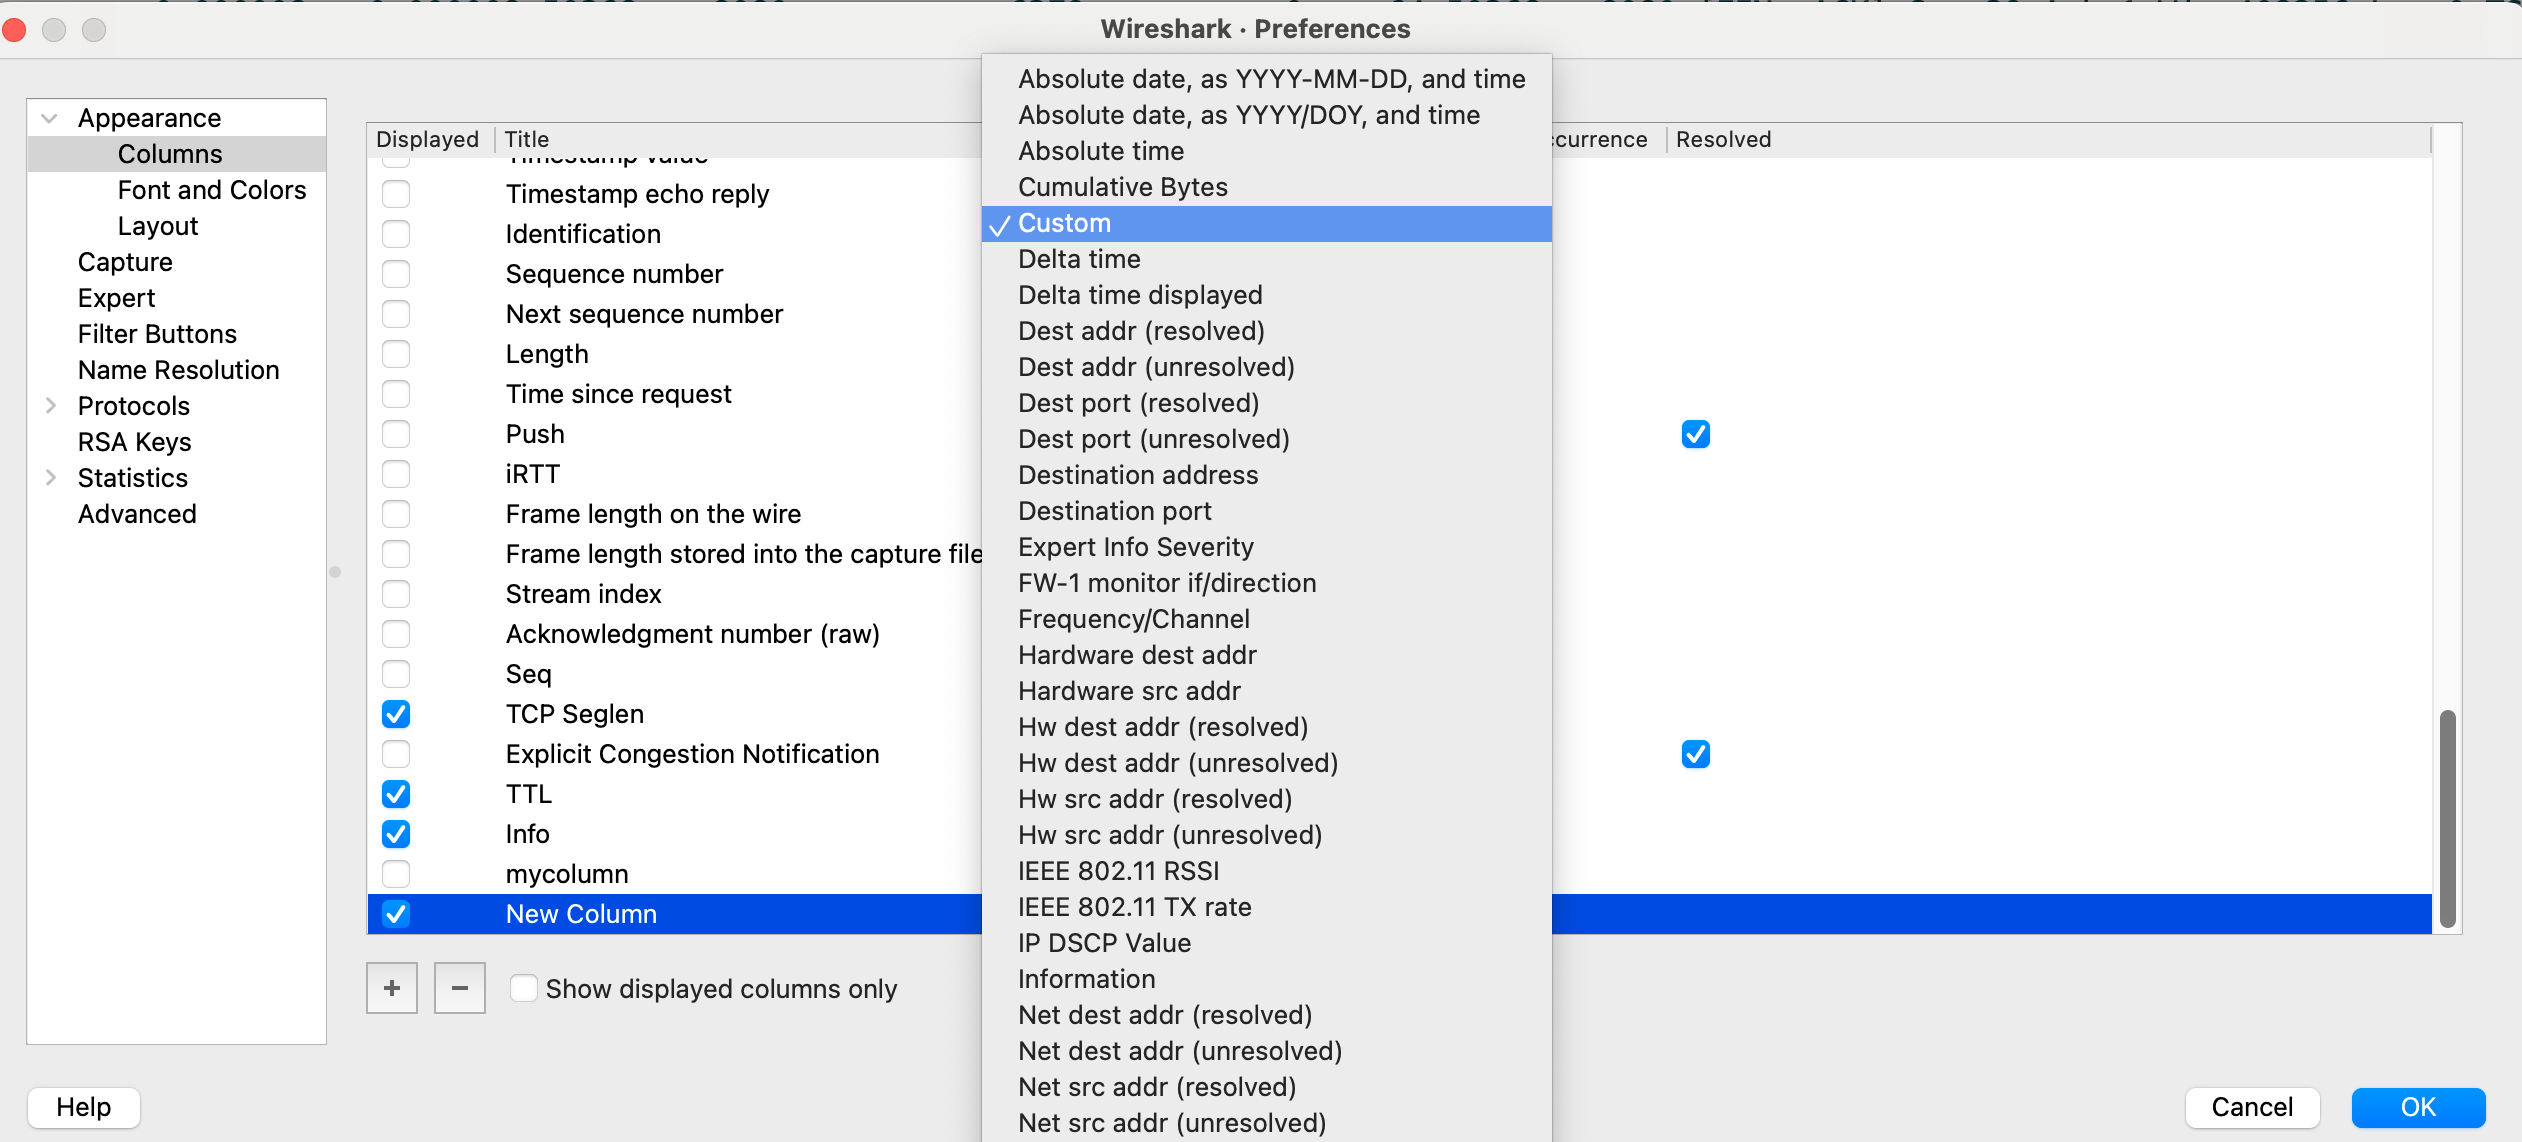 Wireshark · Preferences
Appearance
Columns
Font and Colors
Layout
Capture
Expert
Filter Buttons
Name Resolution
Protocols
RSA Keys
Statistics
Advanced
Displayed Title
Resolved
Timestamp value
Timestamp echo reply
Identification
Sequence number
Next sequence number
Length
Time since request
Push
iRTT
Frame length on the wire
Frame length stored into the capture file
Stream index
Acknowledgment number (raw)
Seq
TCP Seglen
Explicit Congestion Notification
TTL
Info
mycolumn
New Column
Absolute date, as YYYY-MM-DD, and time
Absolute date, as YYYY/DOY, and time
Absolute time
Cumulative Bytes
Custom
Delta time
Delta time displayed
Dest addr (resolved)
Dest addr (unresolved)
Dest port (resolved)
Dest port (unresolved)
Destination address
Destination port
Expert Info Severity
FW-1 monitor if/direction
Frequency/Channel
Hardware dest addr
Hardware src addr
Hw dest addr (resolved)
Hw dest addr (unresolved)
Hw src addr (resolved)
Hw src addr (unresolved)
IEEE 802.11 RSSI
IEEE 802.11 TX rate
IP DSCP Value
Information
Net dest addr (resolved)
Net dest addr (unresolved)
Net src addr (resolved)
Net src addr (unresolved)
+ − Show displayed columns only
Help
Cancel
OK